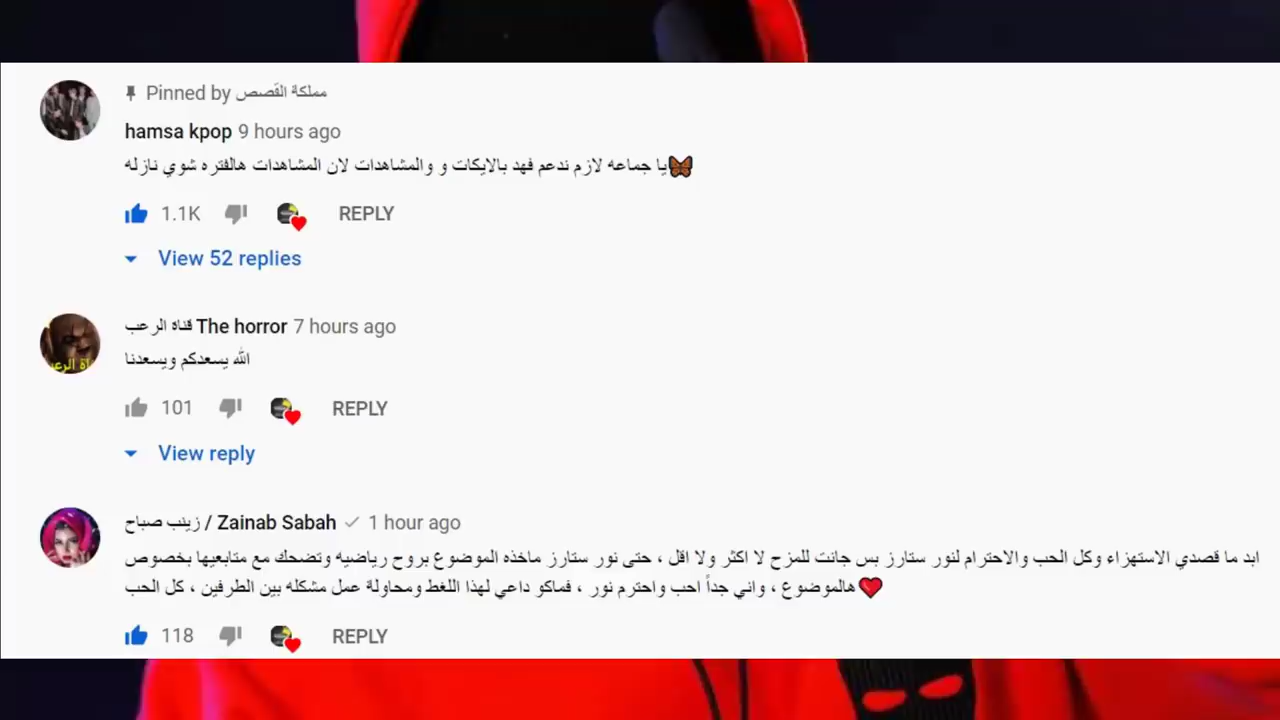 Pinned by مملكة القصص
hamsa kpop 9 hours ago
يا جماعه لازم ندعم فهد بالايكات و والمشاهدات لان المشاهدات هالفتره شوي نازله🦋
1.1K REPLY
View 52 replies
قناة الرعب The horror 7 hours ago
الله يسعدكم ويسعدنا
101 REPLY
View reply
زينب صباح / Zainab Sabah 1 hour ago
ابد ما قصدي الاستهزاء وكل الحب والاحترام لنور ستارز بس جانت للمزح لا اكثر ولا اقل ، حتى نور ستارز ماخذه الموضوع بروح رياضيه وتضحك مع متابعيها بخصوص
هالموضوع ، واني جداً احب واحترم نور ، فماكو داعي لهذا اللغط ومحاولة عمل مشكله بين الطرفين ، كل الحب❤️
118 REPLY